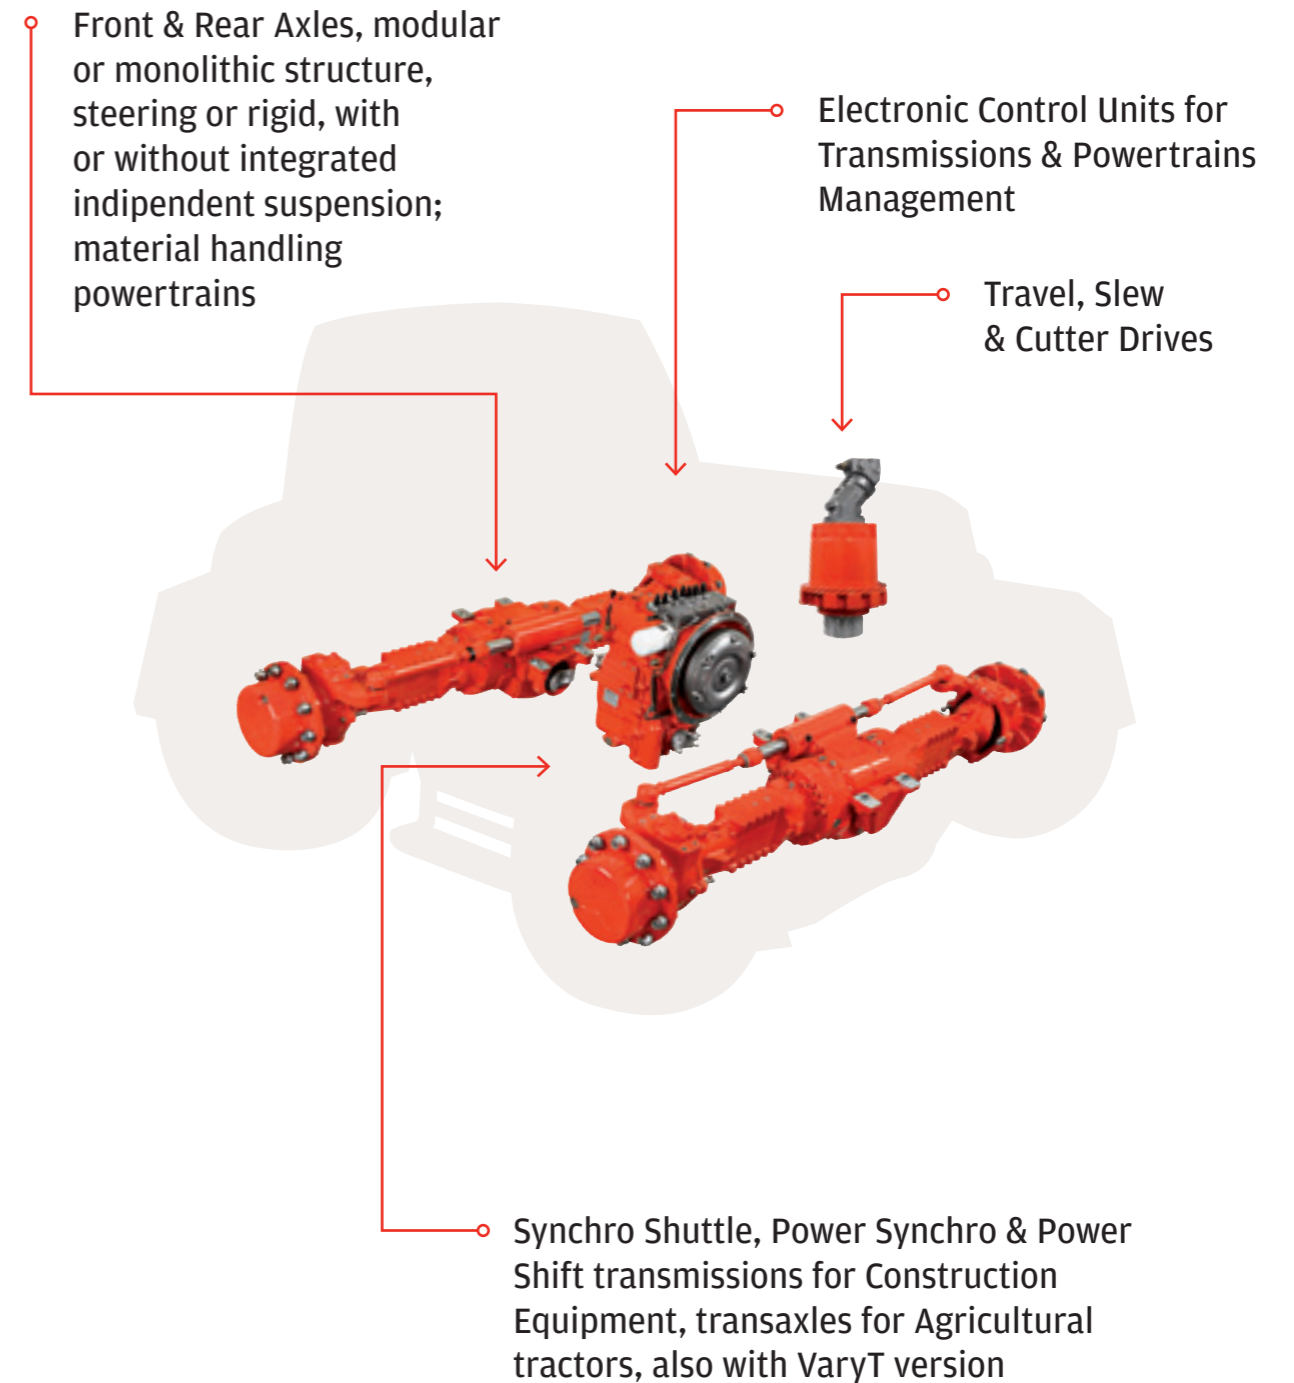 Front & Rear Axles, modular
or monolithic structure,
steering or rigid, with
or without integrated
indipendent suspension;
material handling
powertrains
Electronic Control Units for
Transmissions & Powertrains
Management
Travel, Slew
& Cutter Drives
Synchro Shuttle, Power Synchro & Power
Shift transmissions for Construction
Equipment, transaxles for Agricultural
tractors, also with VaryT version